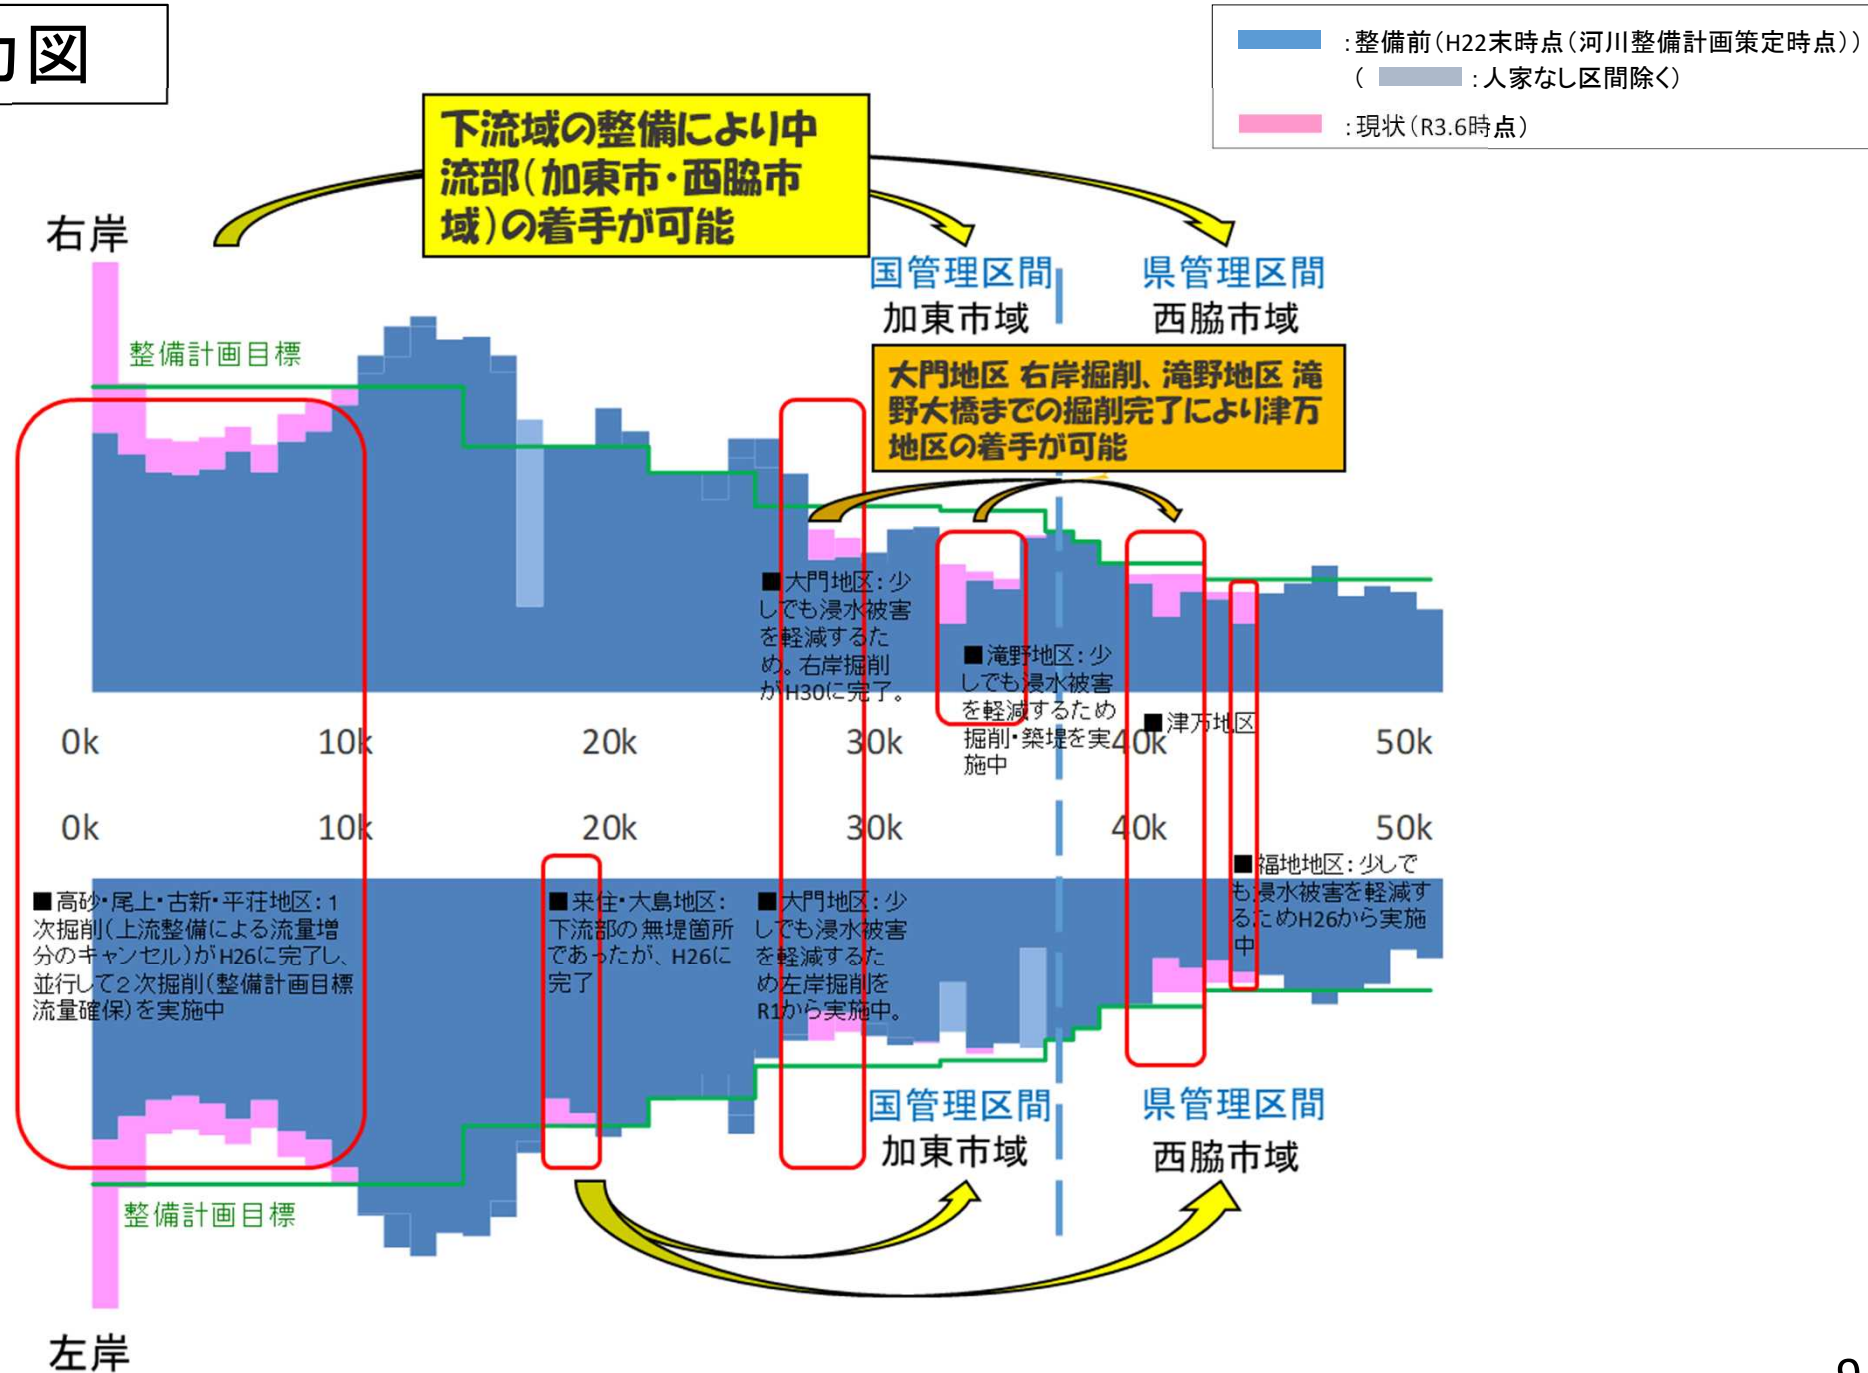 図
:整備前(H22末時点(河川整備計画策定時点))
( :人家なし区間除く)
:現状(R3.6時点)
下流域の整備により中
流部(加東市・西脇市
域)の着手が可能
右岸
国管理区間
加東市域
県管理区間
西脇市域
整備計画目標
大門地区 右岸掘削、滝野地区 滝
野大橋までの掘削完了により津万
地区の着手が可能
■大門地区:少
しでも浸水被害
を軽減するた
め。右岸掘削
がH30に完了。
■滝野地区:少
しでも浸水被害
を軽減するため
掘削・築堤を実
施中
■津万地区
0k 10k 20k 30k 40k 50k
0k 10k 20k 30k 40k 50k
■高砂・尾上・古新・平荘地区:1
次掘削(上流整備による流量増
分のキャンセル)がH26に完了し、
並行して2次掘削(整備計画目標
流量確保)を実施中
■来住・大島地区:
下流部の無堤箇所
であったが、H26に
完了
■大門地区:少
しでも浸水被害
を軽減するた
め左岸掘削を
R1から実施中。
■福地地区:少しで
も浸水被害を軽減す
るためH26から実施
中
国管理区間
加東市域
県管理区間
西脇市域
整備計画目標
左岸